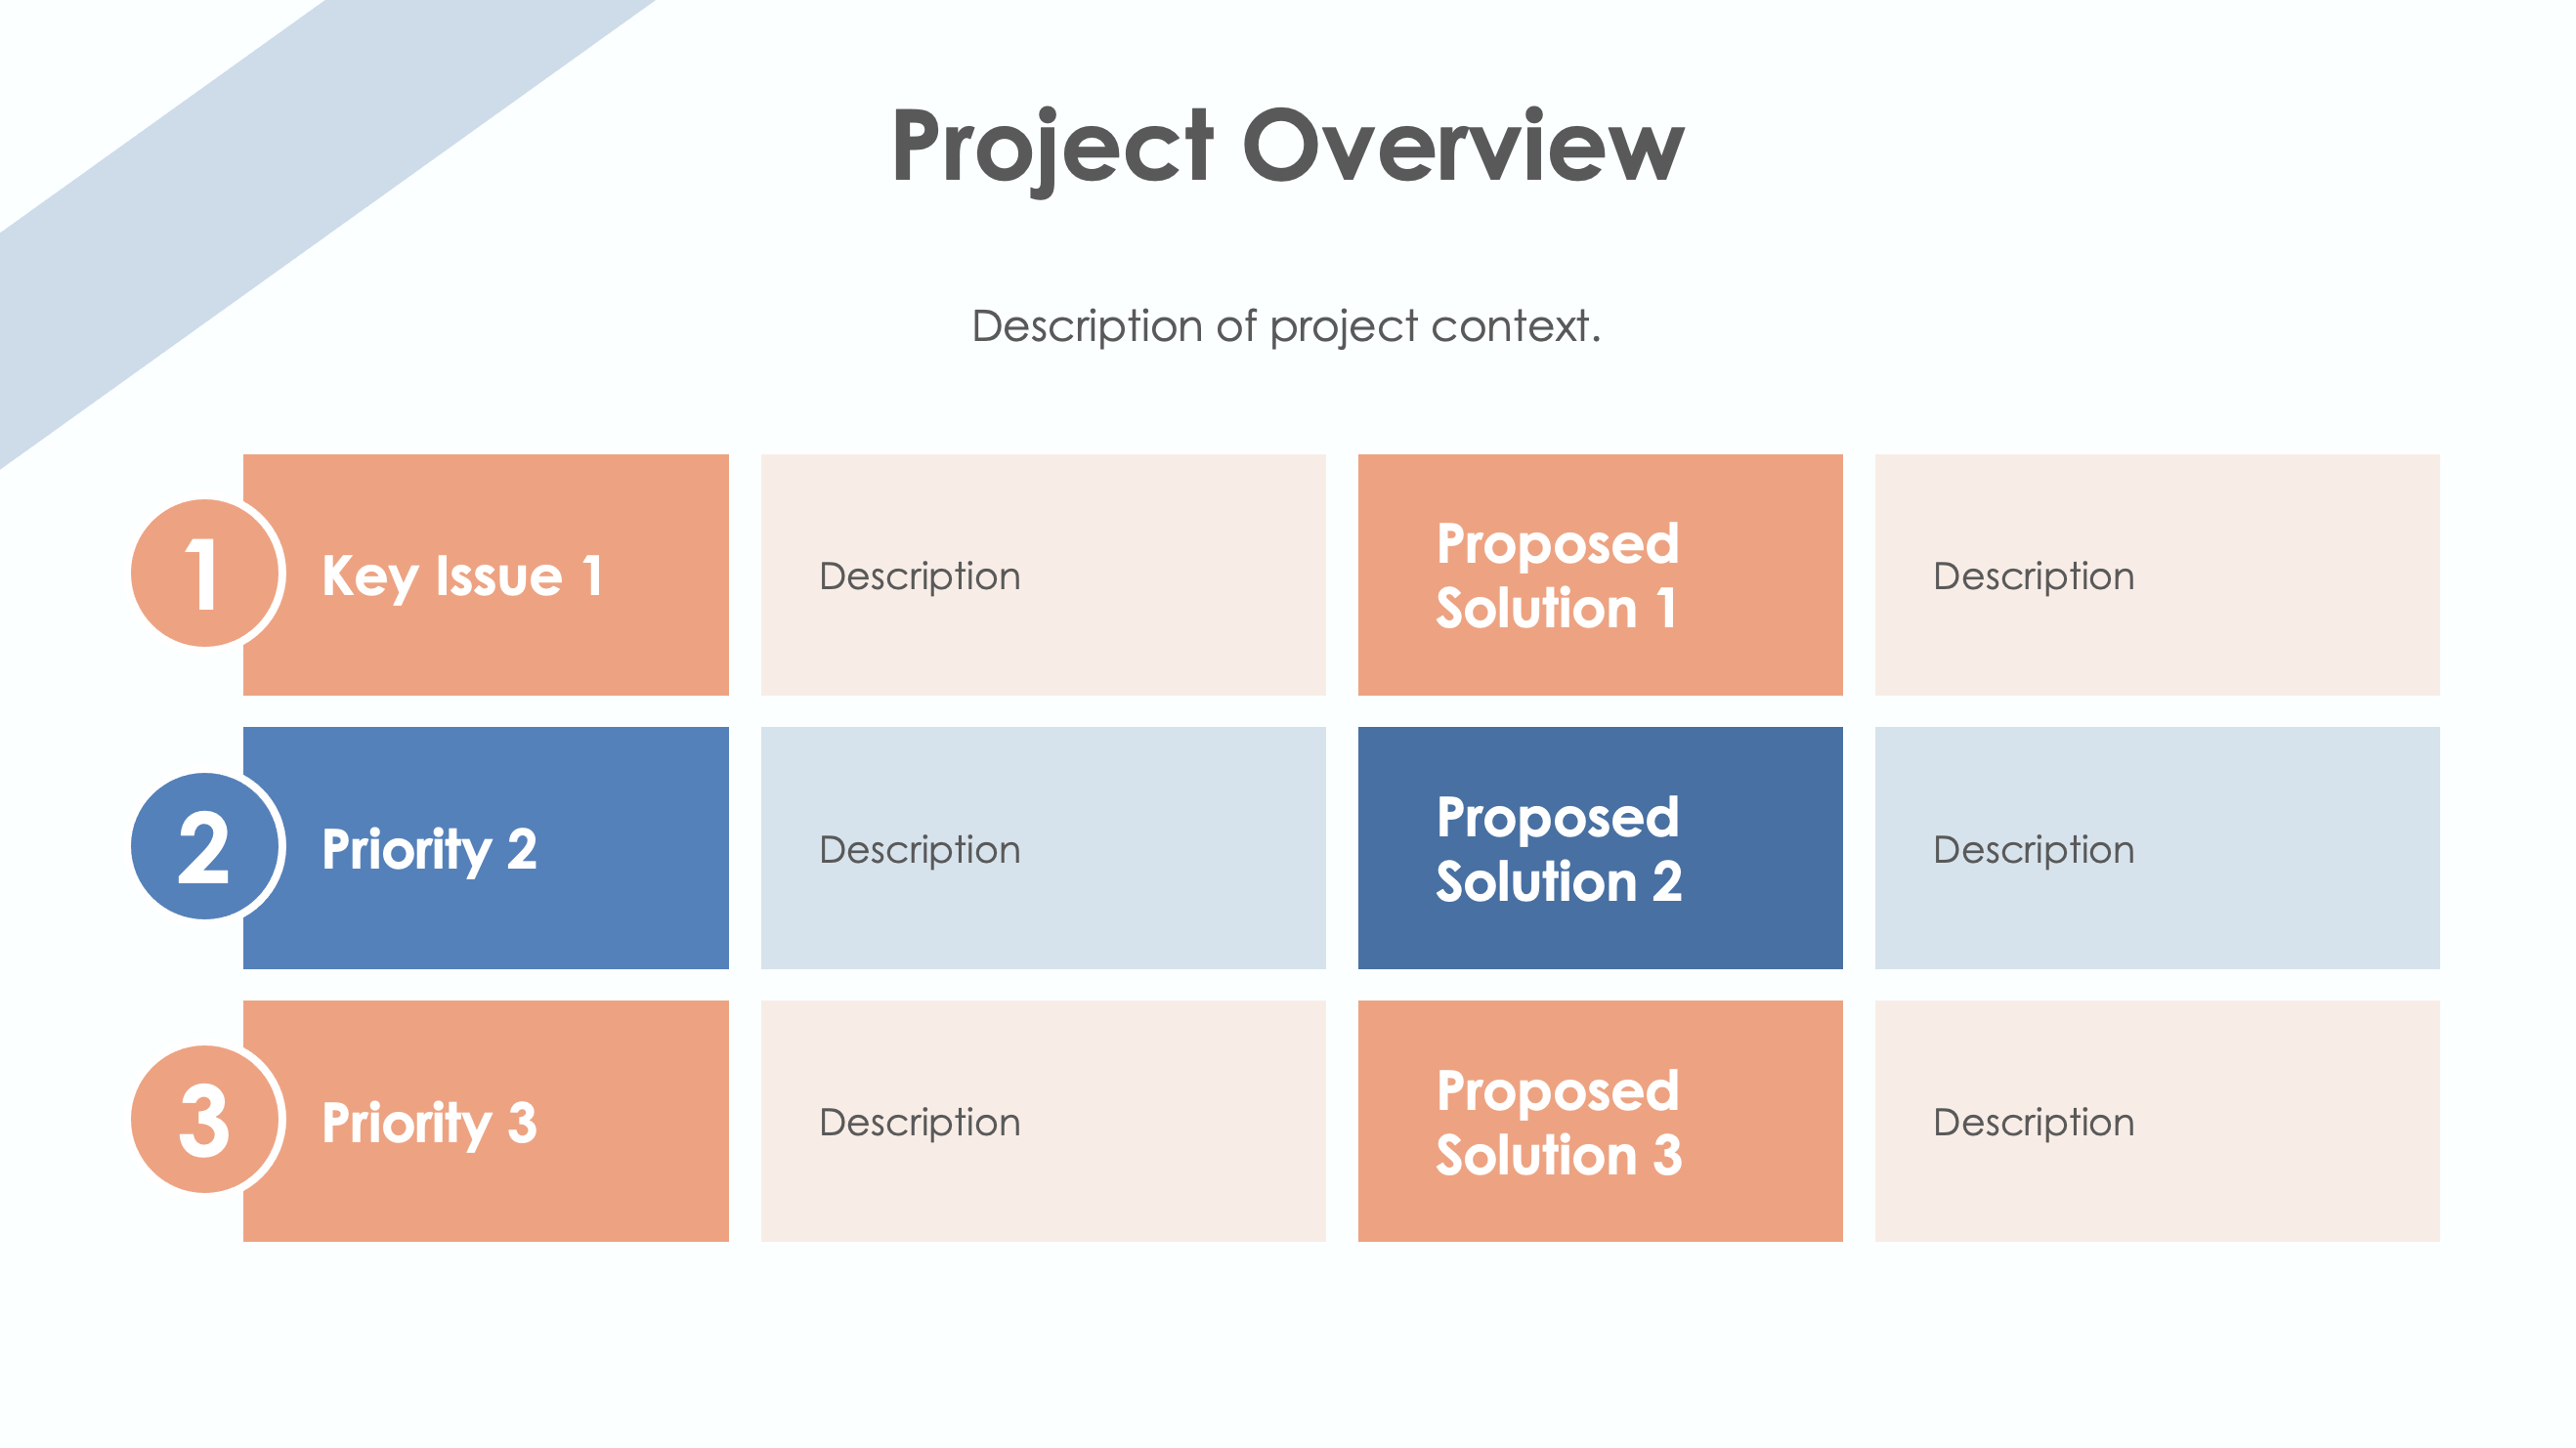 Project Overview
Description of project context.
1
Key Issue 1
Description
Proposed
Solution 1
Description
2
Priority 2
Description
Proposed
Solution 2
Description
3
Priority 3
Description
Proposed
Solution 3
Description